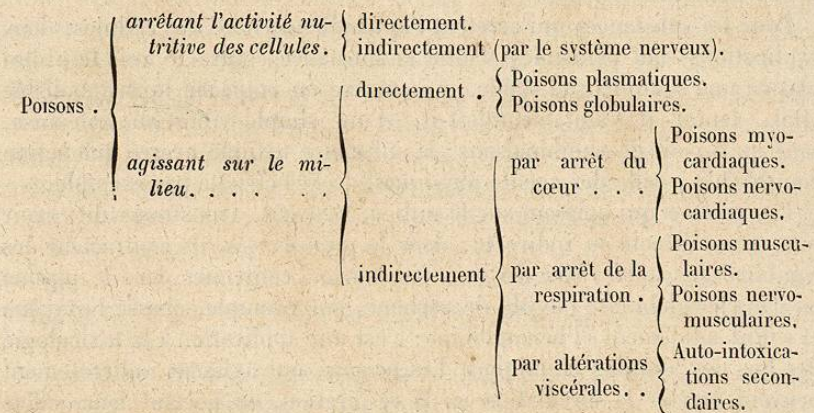 arrêtant l'activité nu-
tritive des cellules.
directement.
indirectement (par le système nerveux).
Poisons .
agissant sur le mi-
lieu. . . . .
directement .
Poisons plasmatiques.
Poisons globulaires.
indirectement
par arrêt du
cœur . . .
Poisons myo-
cardiaques.
Poisons nervo-
cardiaques.
par arrêt de la
respiration .
Poisons muscu-
laires.
Poisons nervo-
musculaires.
par altérations
viscérales. .
Auto-intoxica-
tions secon-
daires.